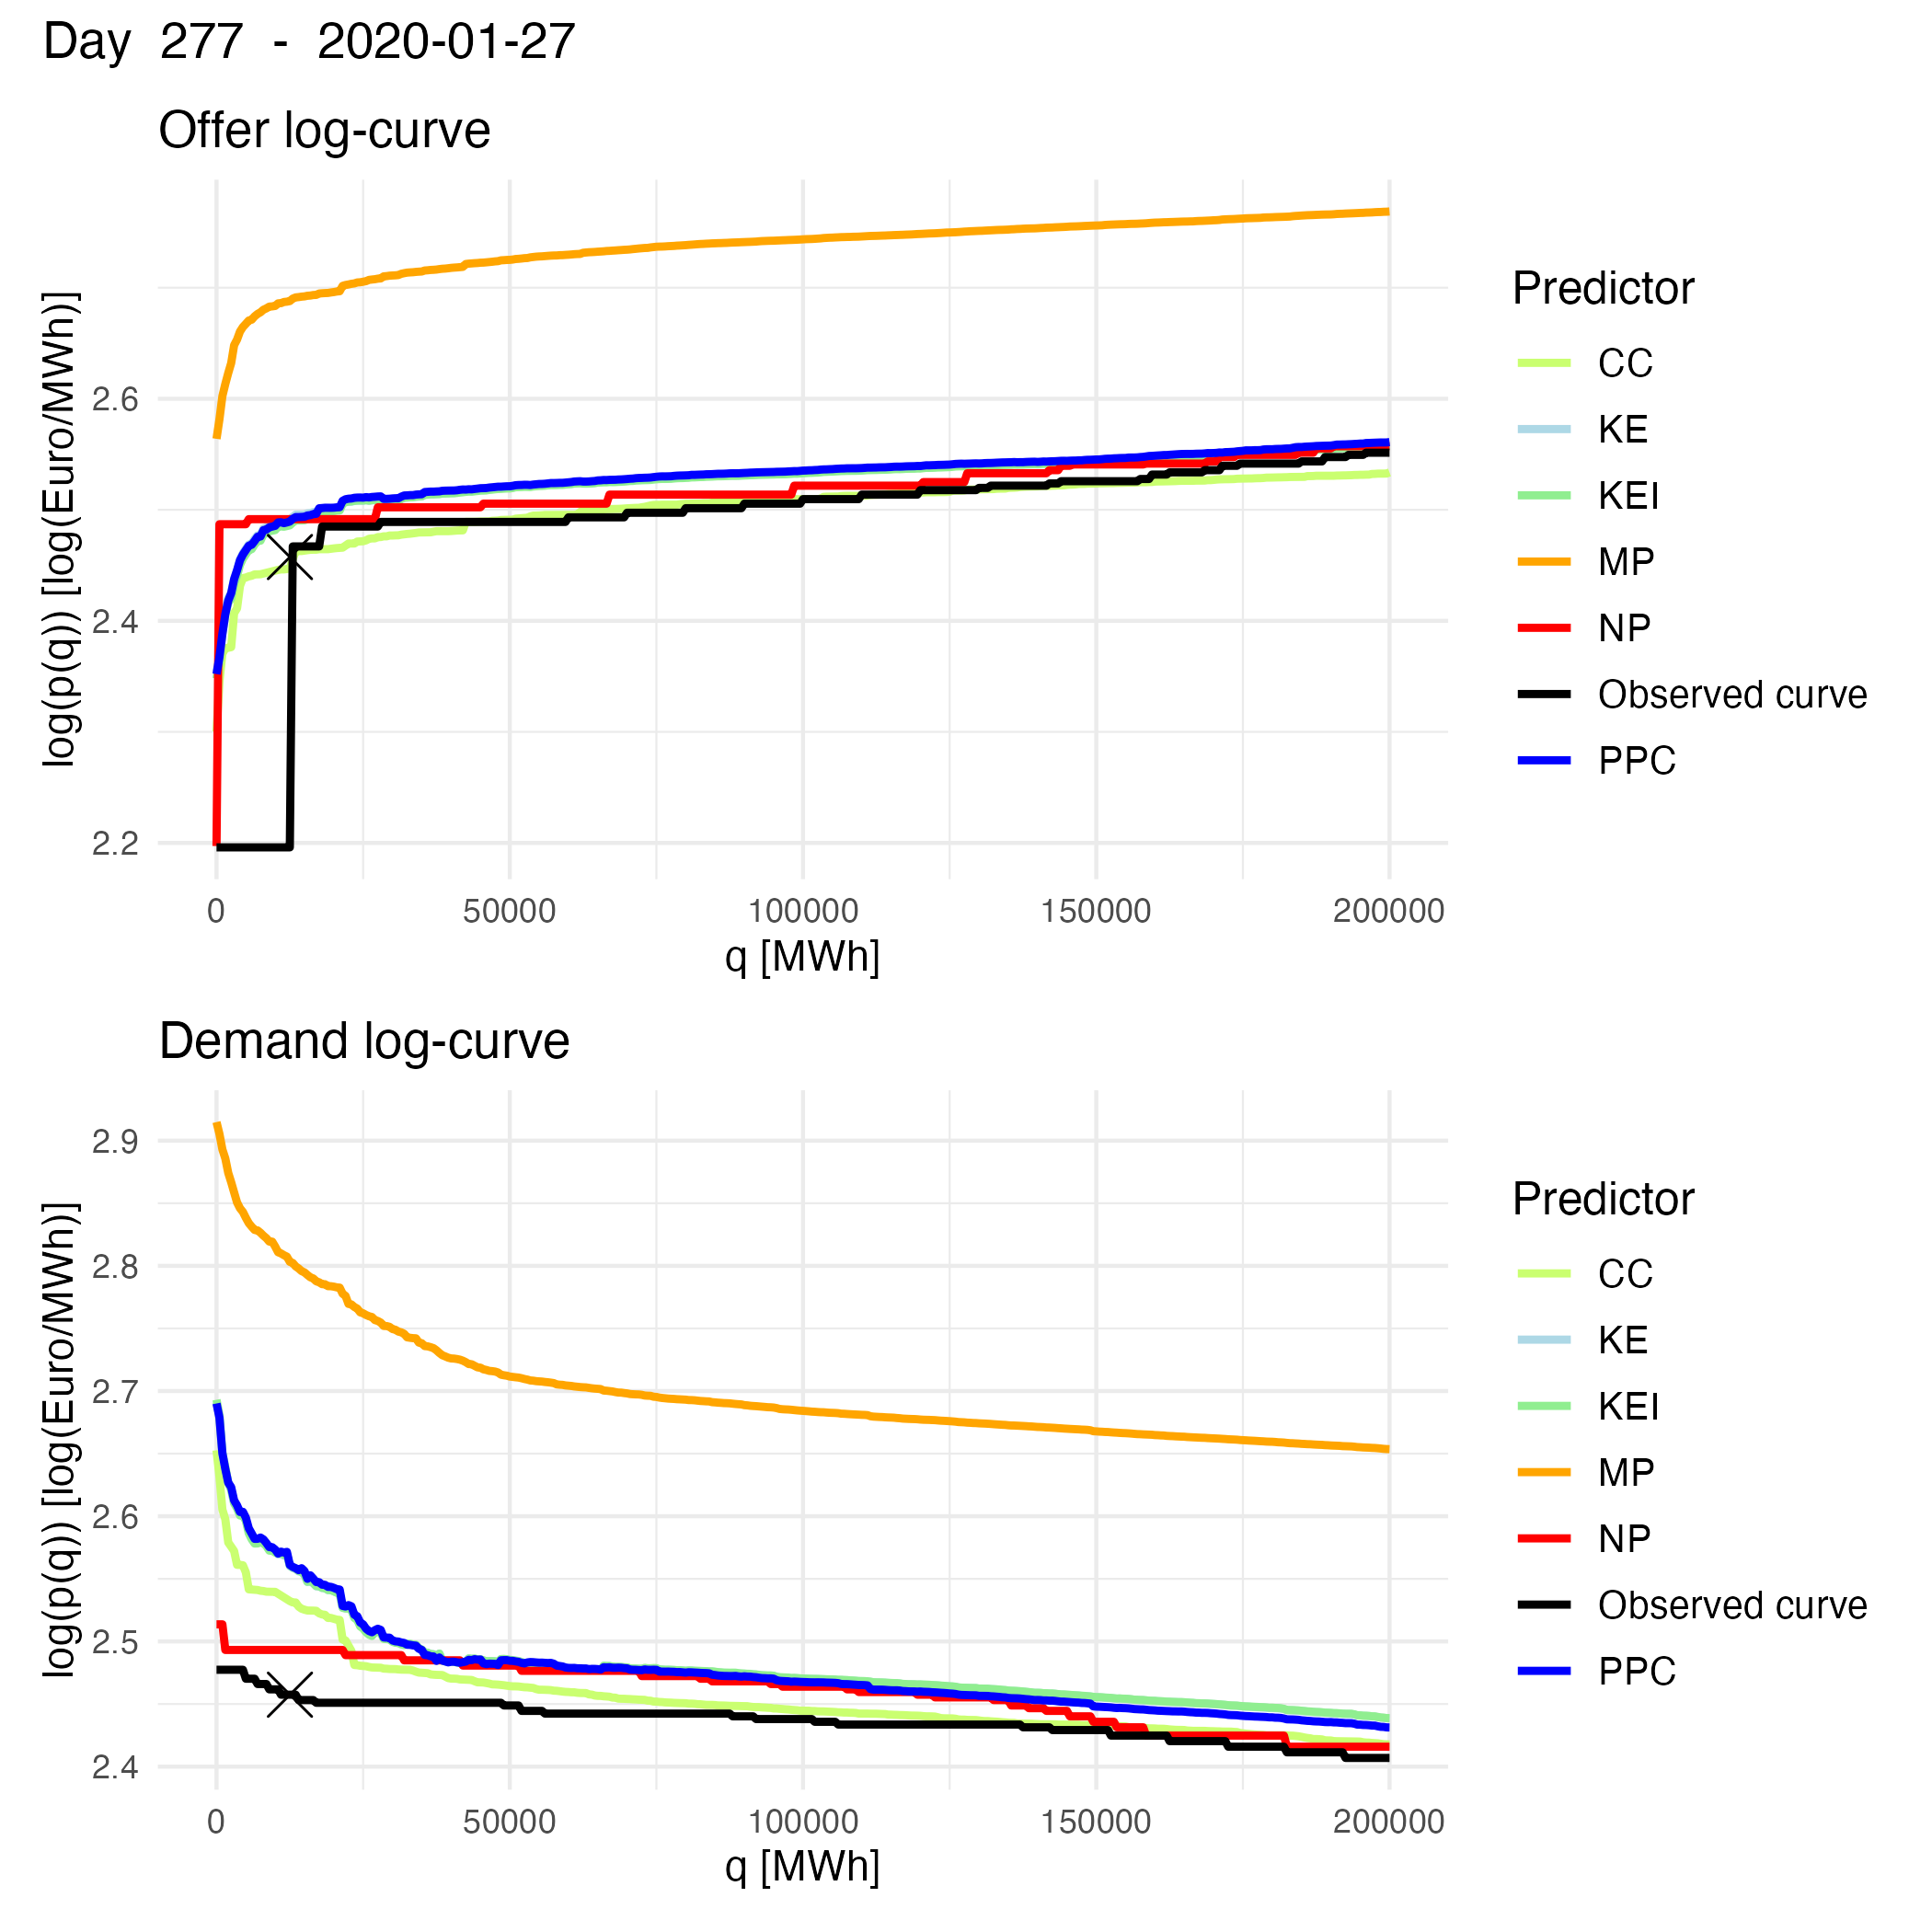 Day 277 - 2020-01-27
Offer log-curve
log(p(q)) [log(Euro/MWh)]
2.6
2.4
2.2
0 50000 100000 150000 200000
q [MWh]
Predictor
CC
KE
KEI
MP
NP
Observed curve
PPC
Demand log-curve
log(p(q)) [log(Euro/MWh)]
2.9
2.8
2.7
2.6
2.5
2.4
0 50000 100000 150000 200000
q [MWh]
Predictor
CC
KE
KEI
MP
NP
Observed curve
PPC